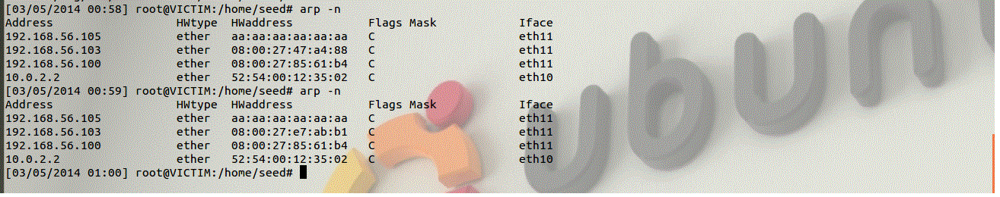 [03/05/2014 00:58] root@VICTIM:/home/seed# arp -n
Address HWtype HWaddress Flags Mask Iface
192.168.56.105 ether aa:aa:aa:aa:aa:aa C eth11
192.168.56.103 ether 08:00:27:47:a4:88 C eth11
192.168.56.100 ether 08:00:27:85:61:b4 C eth11
10.0.2.2 ether 52:54:00:12:35:02 C eth10
[03/05/2014 00:59] root@VICTIM:/home/seed# arp -n
Address HWtype HWaddress Flags Mask Iface
192.168.56.105 ether aa:aa:aa:aa:aa:aa C eth11
192.168.56.103 ether 08:00:27:e7:ab:b1 C eth11
192.168.56.100 ether 08:00:27:85:61:b4 C eth11
10.0.2.2 ether 52:54:00:12:35:02 C eth10
[03/05/2014 01:00] root@VICTIM:/home/seed#
ubun